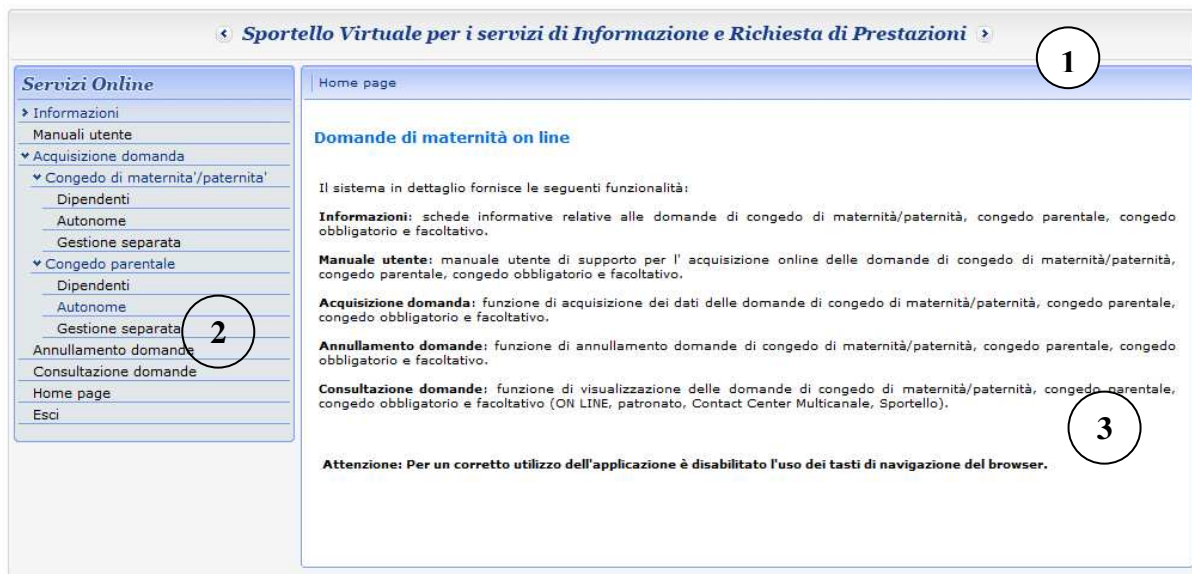 Sportello Virtuale per i servizi di Informazione e Richiesta di Prestazioni
1
Servizi Online
Informazioni
Manuali utente
Acquisizione domanda
Congedo di maternita'/paternita'
Dipendenti
Autonome
Gestione separata
Congedo parentale
Dipendenti
Autonome
Gestione separata
2
Annullamento domande
Consultazione domande
Home page
Esci
Home page
Domande di maternità on line
Il sistema in dettaglio fornisce le seguenti funzionalità:
Informazioni: schede informative relative alle domande di congedo di maternità/paternità, congedo parentale, congedo
obbligatorio e facoltativo.
Manuale utente: manuale utente di supporto per l' acquisizione online delle domande di congedo di maternità/paternità,
congedo parentale, congedo obbligatorio e facoltativo.
Acquisizione domanda: funzione di acquisizione dei dati delle domande di congedo di maternità/paternità, congedo parentale,
congedo obbligatorio e facoltativo.
Annullamento domande: funzione di annullamento domande di congedo di maternità/paternità, congedo parentale, congedo
obbligatorio e facoltativo.
Consultazione domande: funzione di visualizzazione delle domande di congedo di maternità/paternità, congedo parentale,
congedo obbligatorio e facoltativo (ON LINE, patronato, Contact Center Multicanale, Sportello).
3
Attenzione: Per un corretto utilizzo dell'applicazione è disabilitato l'uso dei tasti di navigazione del browser.